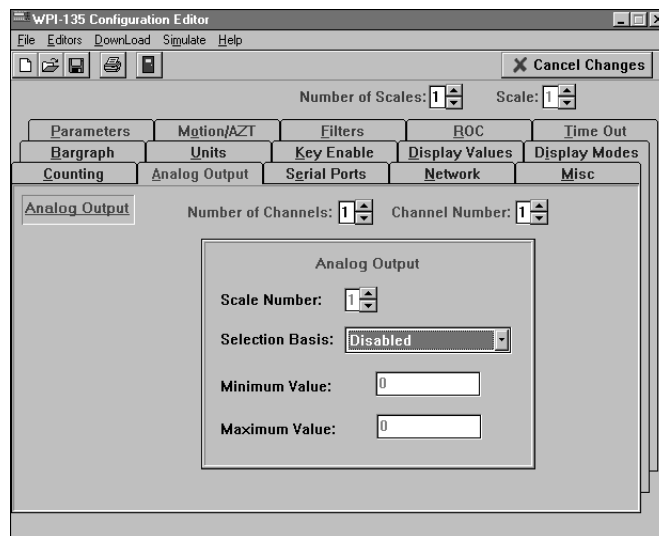 WPI-135 Configuration Editor
File Editors DownLoad Simulate Help
Cancel Changes
Number of Scales: 1 Scale: 1
Parameters Motion/AZT Filters ROC Time Out
Bargraph Units Key Enable Display Values Display Modes
Counting Analog Output Serial Ports Network Misc
Analog Output Number of Channels: 1 Channel Number: 1
Analog Output
Scale Number: 1
Selection Basis: Disabled
Minimum Value: 0
Maximum Value: 0